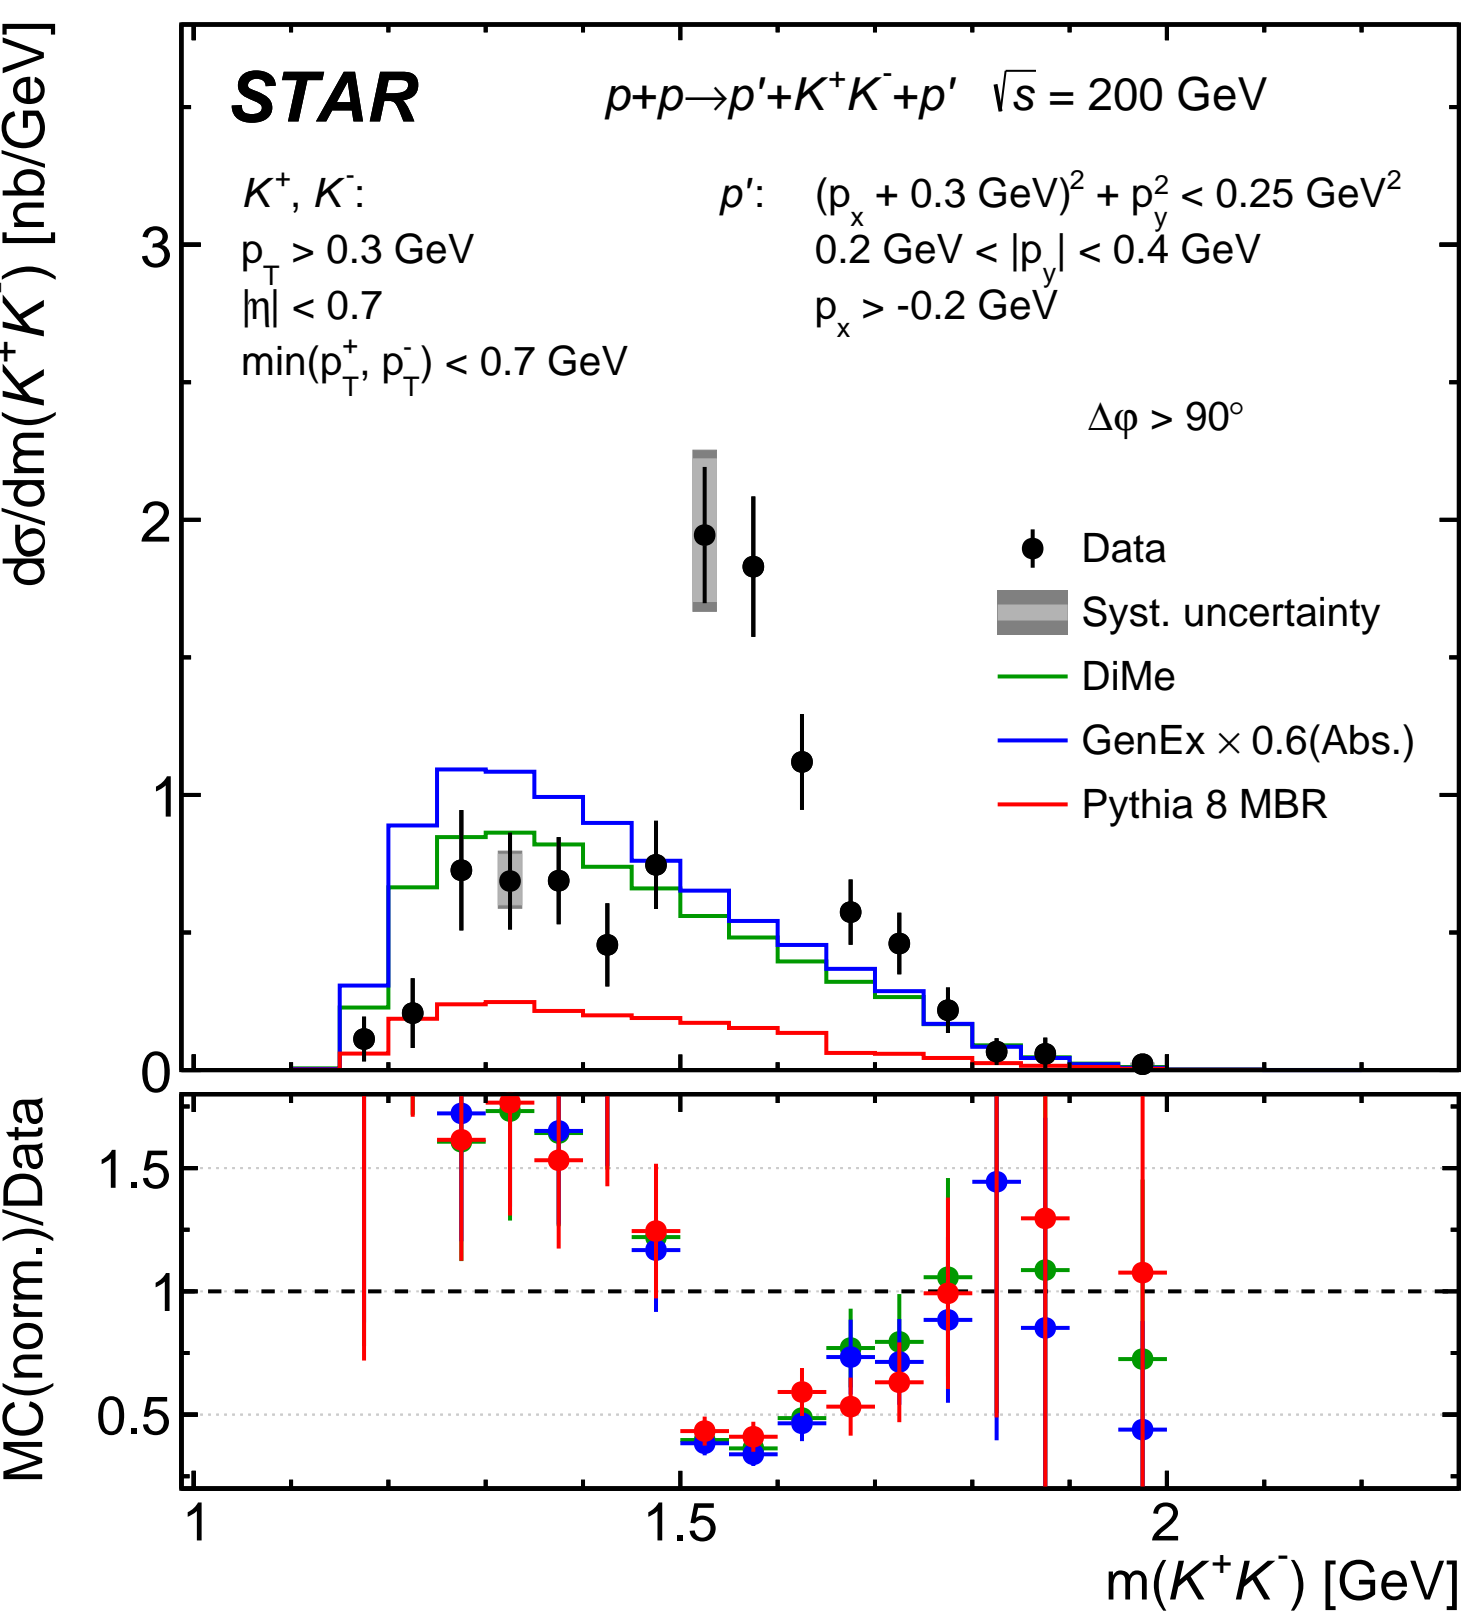 STAR p+p→p′+K⁺K⁻+p′ √s = 200 GeV
K⁺, K⁻: p′: (pₓ + 0.3 GeV)² + p_y² < 0.25 GeV²
p_T > 0.3 GeV 0.2 GeV < |p_y| < 0.4 GeV
|η| < 0.7 pₓ > -0.2 GeV
min(p_T⁺, p_T⁻) < 0.7 GeV
Δφ > 90°
Data
Syst. uncertainty
DiMe
GenEx × 0.6(Abs.)
Pythia 8 MBR
dσ/dm(K⁺K⁻) [nb/GeV]
3
2
1
0
MC(norm.)/Data
1.5
1
0.5
1 1.5 2
m(K⁺K⁻) [GeV]